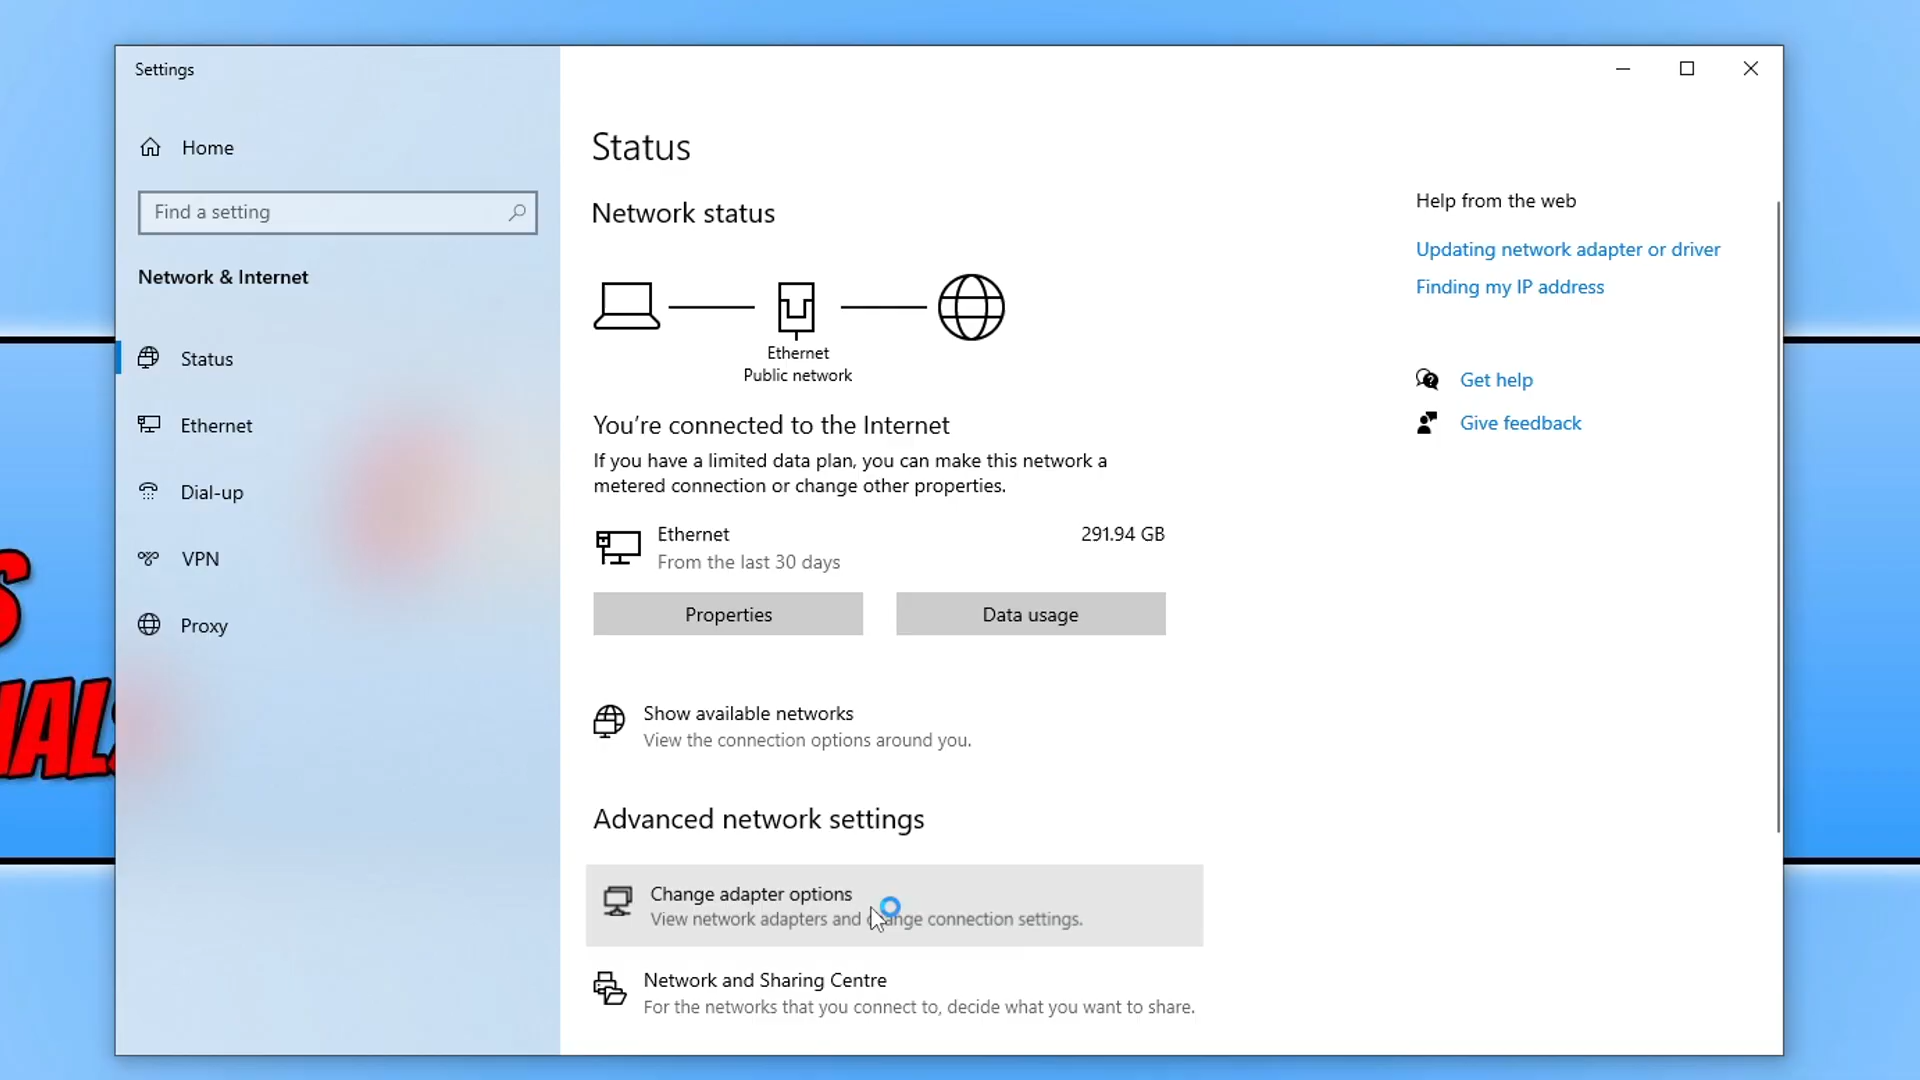 Settings
Home
Find a setting
Network & Internet
Status
Ethernet
Dial-up
VPN
Proxy
Status
Network status
Ethernet
Public network
You're connected to the Internet
If you have a limited data plan, you can make this network a
metered connection or change other properties.
Ethernet
291.94 GB
From the last 30 days
Properties
Data usage
Show available networks
View the connection options around you.
Advanced network settings
Change adapter options
View network adapters and change connection settings.
Network and Sharing Centre
For the networks that you connect to, decide what you want to share.
Help from the web
Updating network adapter or driver
Finding my IP address
Get help
Give feedback